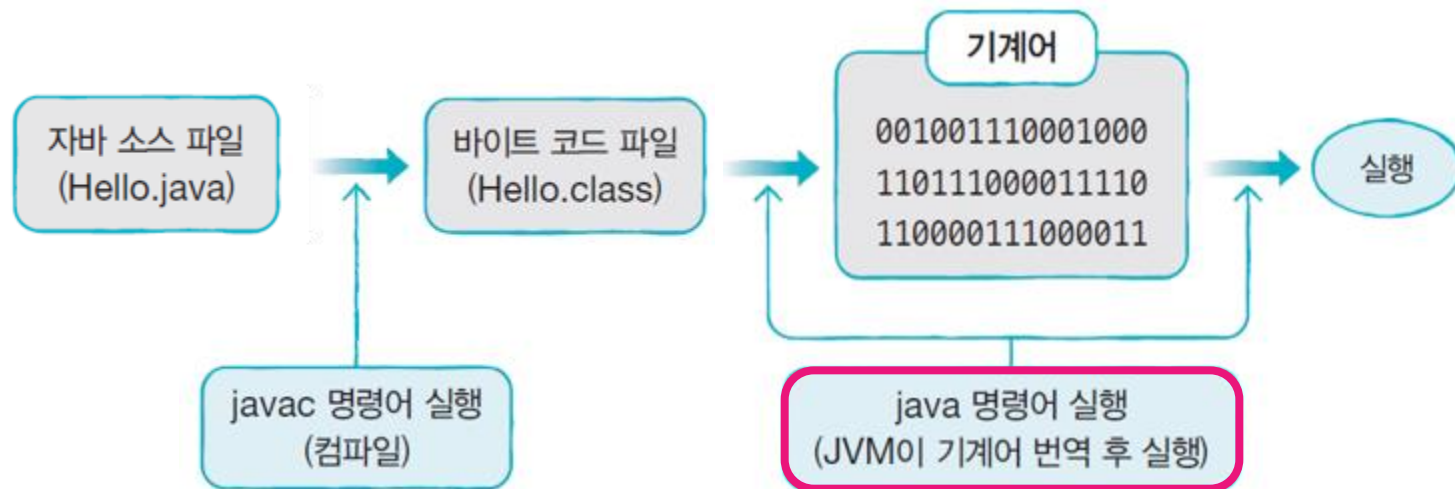 자바 소스 파일
(Hello.java)
바이트 코드 파일
(Hello.class)
기계어
001001110001000
110111000011110
110000111000011
실행
javac 명령어 실행
(컴파일)
java 명령어 실행
(JVM이 기계어 번역 후 실행)